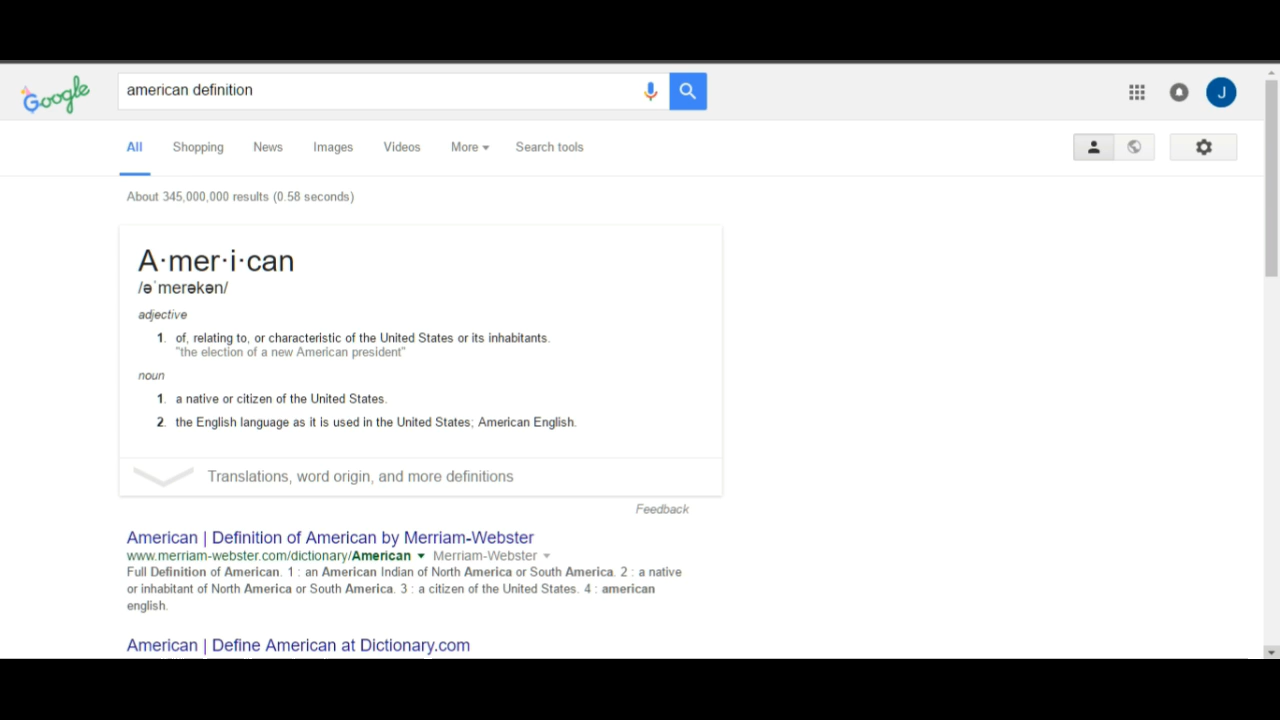 Google
american definition
J
All Shopping News Images Videos More Search tools
About 345,000,000 results (0.58 seconds)
A·mer·i·can
/əˈmerəkən/
adjective
1. of, relating to, or characteristic of the United States or its inhabitants.
"the election of a new American president"
noun
1. a native or citizen of the United States.
2. the English language as it is used in the United States; American English.
Translations, word origin, and more definitions
Feedback
American | Definition of American by Merriam-Webster
www.merriam-webster.com/dictionary/American Merriam-Webster
Full Definition of American. 1 : an American Indian of North America or South America. 2 : a native
or inhabitant of North America or South America. 3 : a citizen of the United States. 4 : american
english.
American | Define American at Dictionary.com